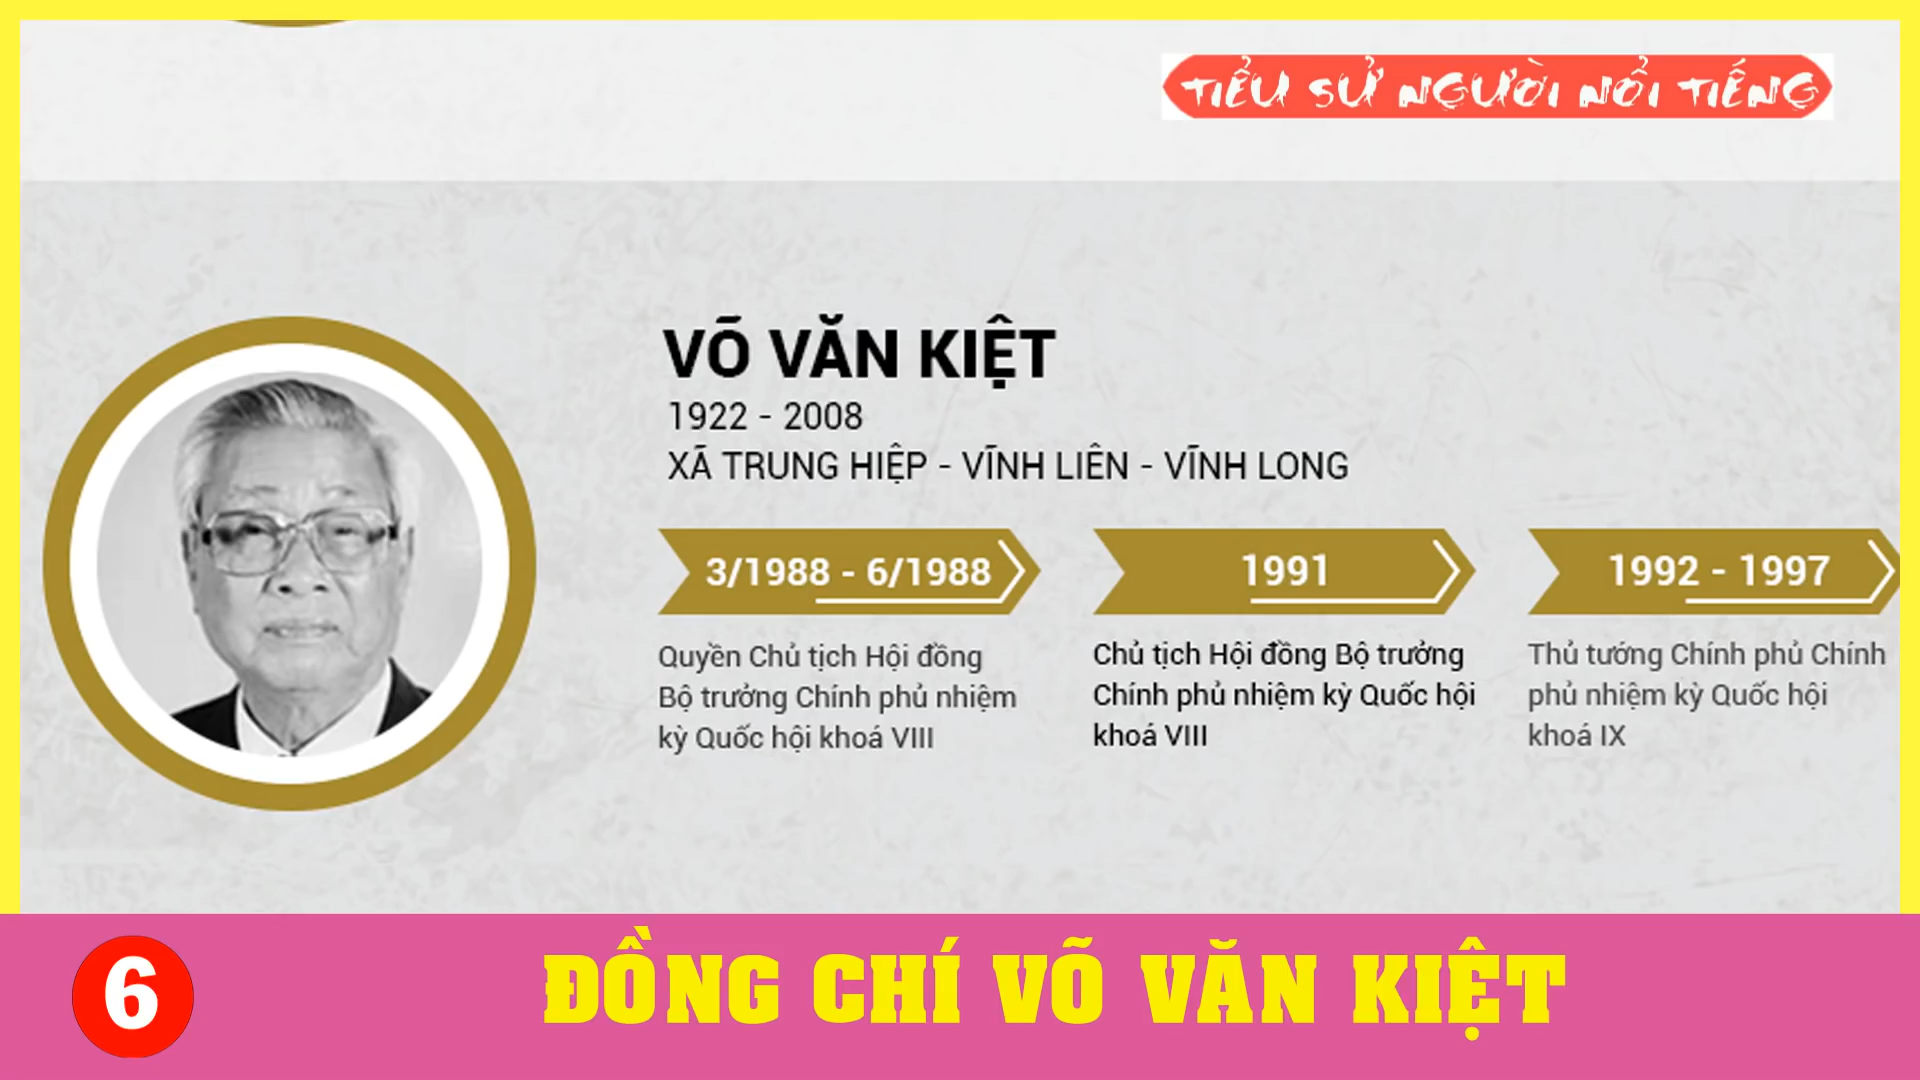 TIỂU SỬ NGƯỜI NỔI TIẾNG
VÕ VĂN KIỆT
1922 - 2008
XÃ TRUNG HIỆP - VĨNH LIÊN - VĨNH LONG
3/1988 - 6/1988
Quyền Chủ tịch Hội đồng
Bộ trưởng Chính phủ nhiệm
kỳ Quốc hội khoá VIII
1991
Chủ tịch Hội đồng Bộ trưởng
Chính phủ nhiệm kỳ Quốc hội
khoá VIII
1992 - 1997
Thủ tướng Chính phủ Chính
phủ nhiệm kỳ Quốc hội
khoá IX
6
ĐỒNG CHÍ VÕ VĂN KIỆT